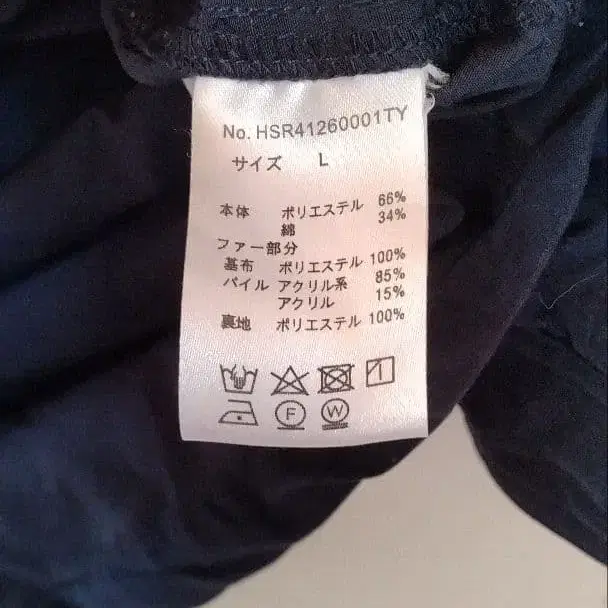 No. HSR41260001TY
サイズ L
本体 ポリエステル 66%
綿 34%
ファー部分
基布 ポリエステル 100%
パイル アクリル系 85%
アクリル 15%
裏地 ポリエステル 100%
F W